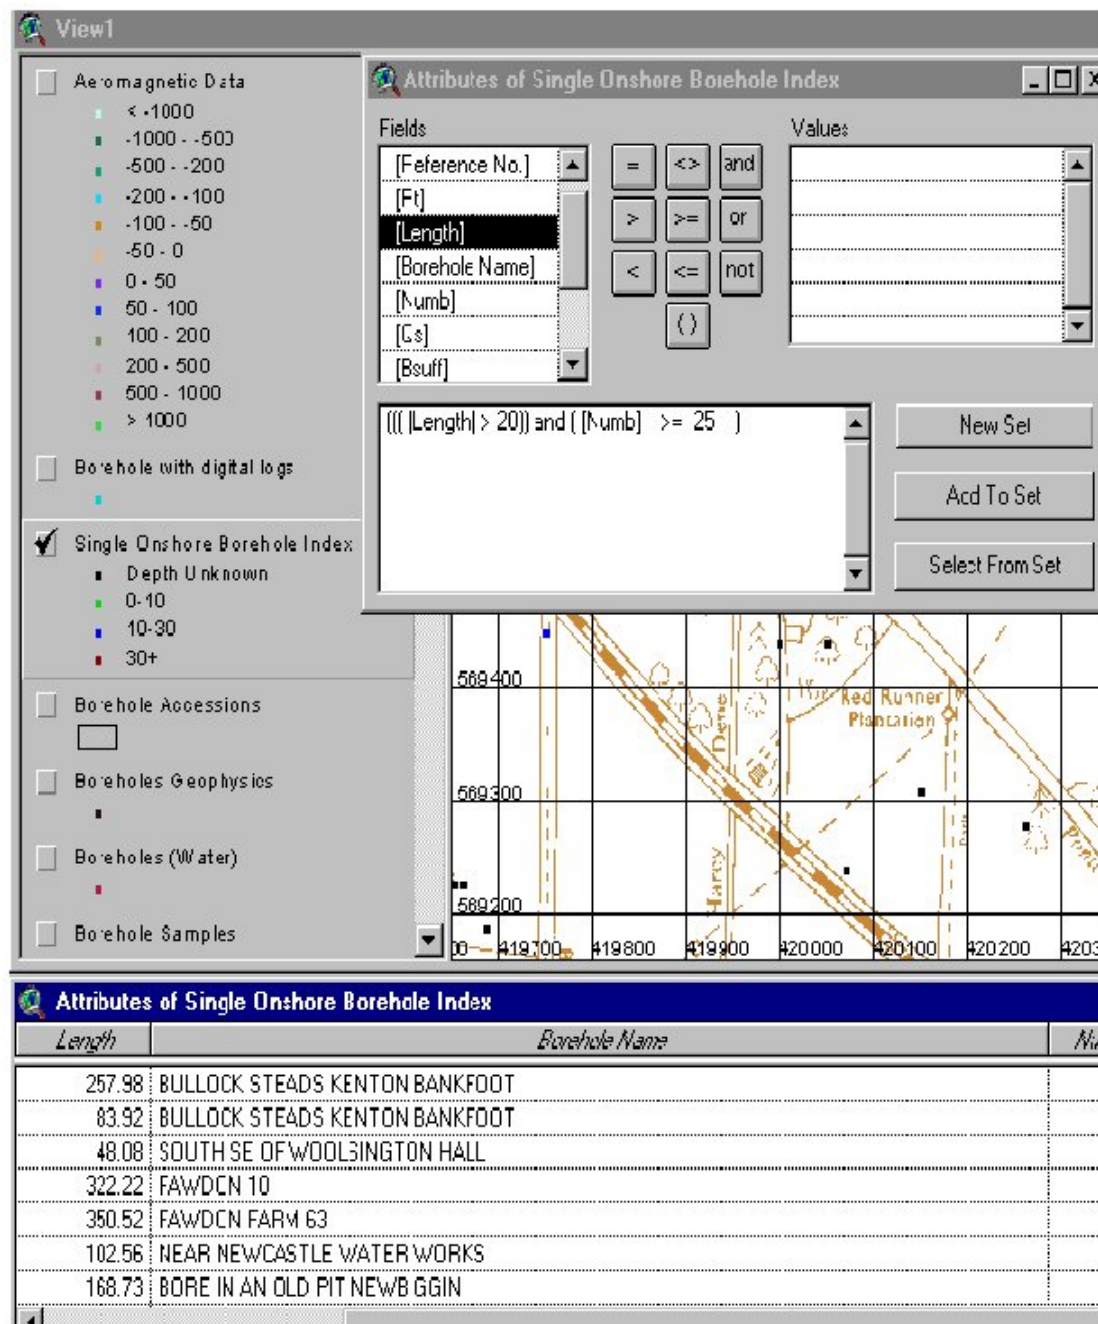 View1
Aeromagnetic Data
< -1000
-1000 - -500
-500 - -200
-200 - -100
-100 - -50
-50 - 0
0 - 50
50 - 100
100 - 200
200 - 500
500 - 1000
> 1000
Borehole with digital logs
Single Onshore Borehole Index
Depth Unknown
0-10
10-30
30+
Borehole Accessions
Boreholes Geophysics
Boreholes (Water)
Borehole Samples
Attributes of Single Onshore Borehole Index
Fields
[Reference No.]
[Length]
[Borehole Name]
[Numb]
[Gs]
[Bsuff]
= <> and
> >= or
< <= not
()
Values
((( [Length] > 20)) and ( [Numb] >= 25 )
New Set
Add To Set
Select From Set
569400
Red Runner
Plantation
Dene
569300
Harey
569200
00 419700 419800 419900 420000 420100 420200 4203
Attributes of Single Onshore Borehole Index
Length Borehole Name Nu
257.98 BULLOCK STEADS KENTON BANKFOOT
83.92 BULLOCK STEADS KENTON BANKFOOT
48.08 SOUTH SE OF WOOLSINGTON HALL
322.22 FAWDON 10
350.52 FAWDON FARM 63
102.56 NEAR NEWCASTLE WATER WORKS
168.73 BORE IN AN OLD PIT NEWBIGGIN